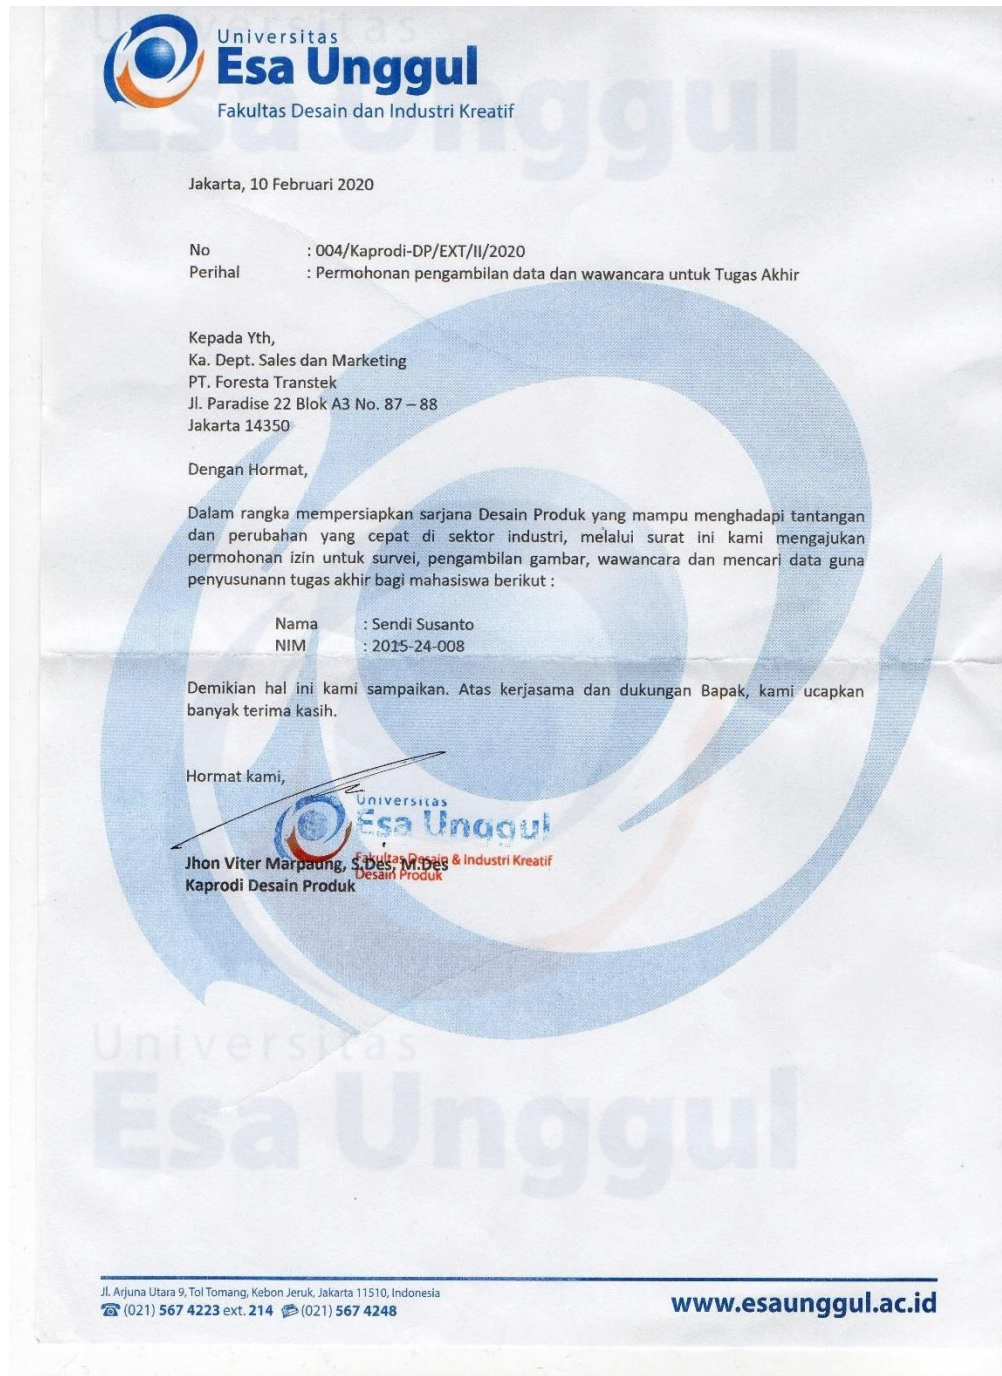 Universitas
Esa Unggul
Fakultas Desain dan Industri Kreatif
Jakarta, 10 Februari 2020
No : 004/Kaprodi-DP/EXT/II/2020
Perihal : Permohonan pengambilan data dan wawancara untuk Tugas Akhir
Kepada Yth,
Ka. Dept. Sales dan Marketing
PT. Foresta Transtek
Jl. Paradise 22 Blok A3 No. 87 – 88
Jakarta 14350
Dengan Hormat,
Dalam rangka mempersiapkan sarjana Desain Produk yang mampu menghadapi tantangan
dan perubahan yang cepat di sektor industri, melalui surat ini kami mengajukan
permohonan izin untuk survei, pengambilan gambar, wawancara dan mencari data guna
penyusunann tugas akhir bagi mahasiswa berikut :
Nama : Sendi Susanto
NIM : 2015-24-008
Demikian hal ini kami sampaikan. Atas kerjasama dan dukungan Bapak, kami ucapkan
banyak terima kasih.
Hormat kami,
Universitas
Esa Unggul
Fakultas Desain & Industri Kreatif
Desain Produk
Jhon Viter Marpaung, S.Des, M.Des
Kaprodi Desain Produk
Universitas
Esa Unggul
Jl. Arjuna Utara 9, Tol Tomang, Kebon Jeruk, Jakarta 11510, Indonesia
(021) 567 4223 ext. 214 (021) 567 4248
www.esaunggul.ac.id